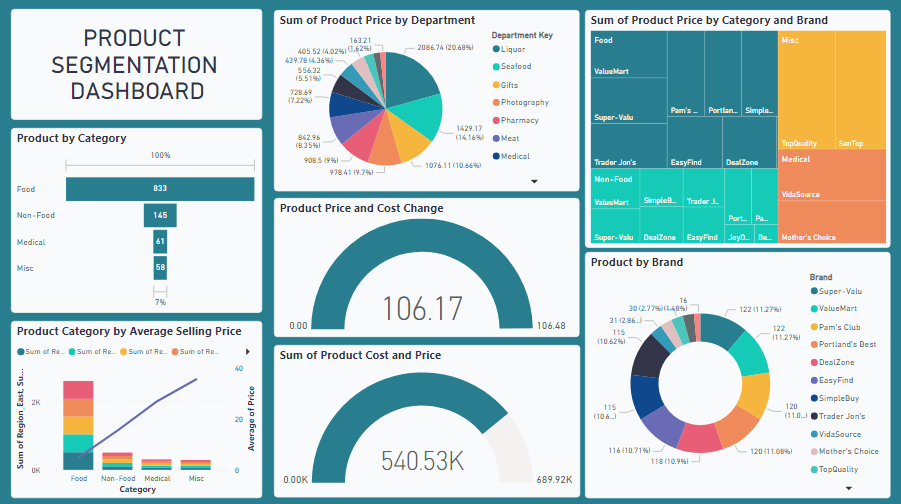 PRODUCT
SEGMENTATION
DASHBOARD
Product by Category
100%
Food
833
Non-Food
145
Medical
61
Misc
58
7%
Product Category by Average Selling Price
Sum of Re... Sum of Re... Sum of Re... Sum of Re...
Sum of Region_East, Su...
2K
0K
40
20
0
Average of Price
Food Non-Food Medical Misc
Category
Sum of Product Price by Department
163.21
(1.62%)
405.52 (4.02%)
439.78 (4.36%)
556.32
(5.51%)
728.69
(7.22%)
842.96
(8.35%)
908.5 (9%)
978.41 (9.7%)
1076.11 (10.66%)
1429.17
(14.16%)
2086.74 (20.68%)
Department Key
Liquor
Seafood
Gifts
Photography
Pharmacy
Meat
Medical
Product Price and Cost Change
106.17
0.00
106.48
Sum of Product Cost and Price
540.53K
0.00K
689.92K
Sum of Product Price by Category and Brand
Food
ValueMart
Super-Valu
Trader Jon's
Pam's ...
Portlan...
Simple...
EasyFind
DealZone
Non-Food
ValueMart
Super-Valu
SimpleB...
Trader J...
DealZone
EasyFind
Port...
Pa...
JoyD...
Be...
Misc
TopQuality
SanTop
Medical
VidaSource
Mother's Choice
Product by Brand
16
30 (2.77%)
(1.48%)
31 (2.86...)
115
(10.62%)
115
(10.6...)
116 (10.71%)
118 (10.9%)
120 (11.08%)
120
(11.0...)
122
(11.27%)
122 (11.27%)
Brand
Super-Valu
ValueMart
Pam's Club
Portland's Best
DealZone
EasyFind
SimpleBuy
Trader Jon's
VidaSource
Mother's Choice
TopQuality